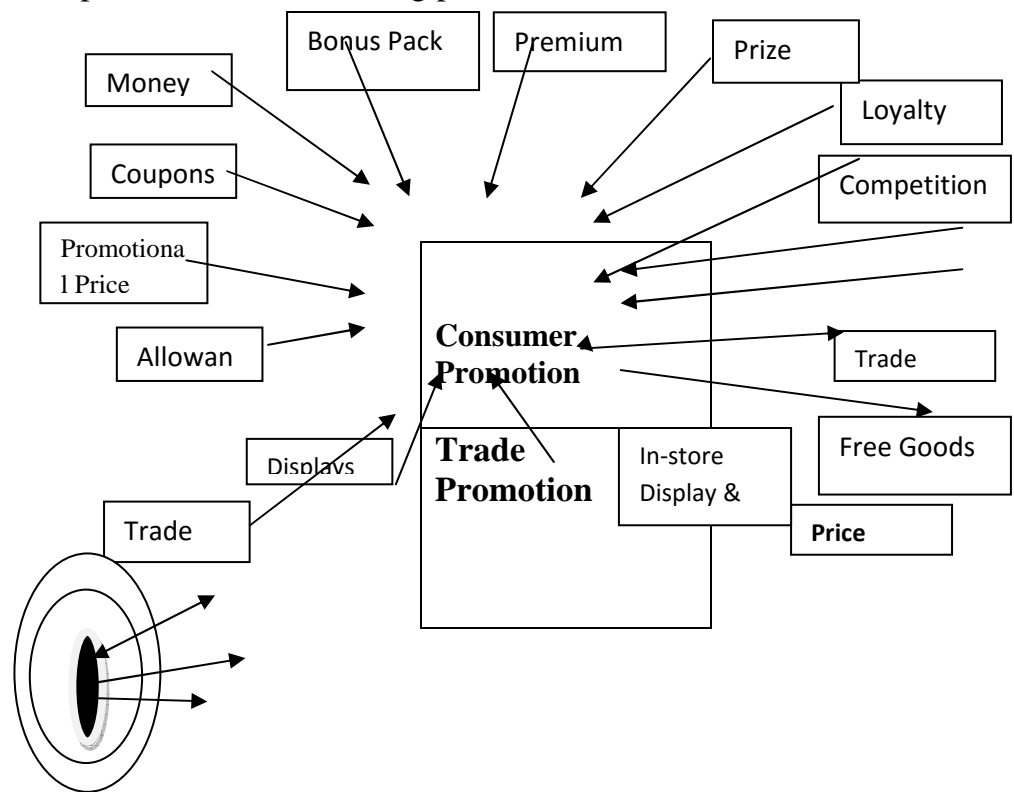 Bonus Pack
Premium
Prize
Money
Loyalty
Coupons
Competition
Promotiona
l Price
Consumer
Promotion
Allowan
Trade
Trade
Promotion
Displays
In-store
Display &
Free Goods
Trade
Price